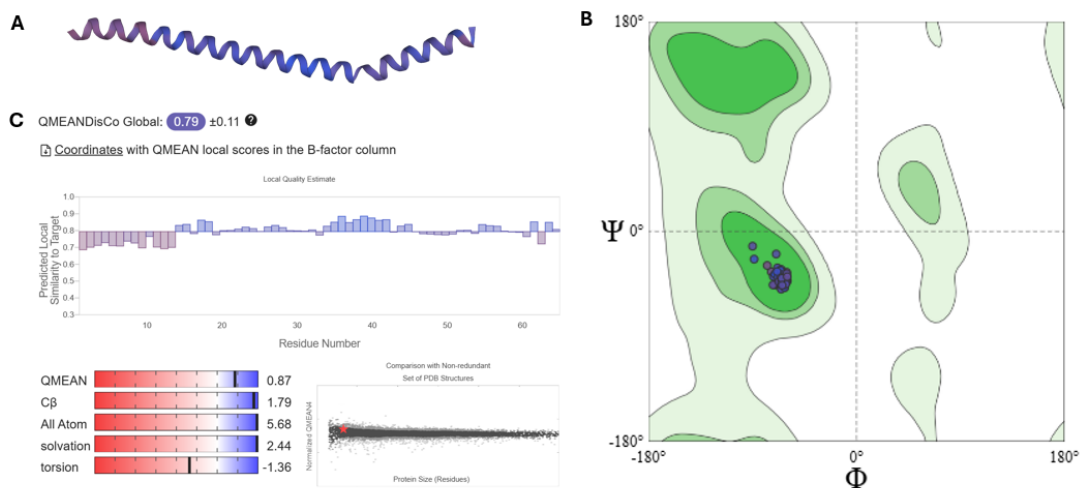 A
B
180°
C
QMEANDisCo Global: 0.79 ±0.11 ?
Coordinates with QMEAN local scores in the B-factor column
Local Quality Estimate
Predicted Local
Similarity to Target
1.0
0.9
0.8
0.7
0.6
0.5
0.4
0.3
10 20 30 40 50 60
Residue Number
QMEAN 0.87
Cβ 1.79
All Atom 5.68
solvation 2.44
torsion -1.36
Comparison with Non-redundant
Set of PDB Structures
Normalized QMEAN4
Protein Size (Residues)
Ψ 0°
-180°
-180° 0° 180°
Φ